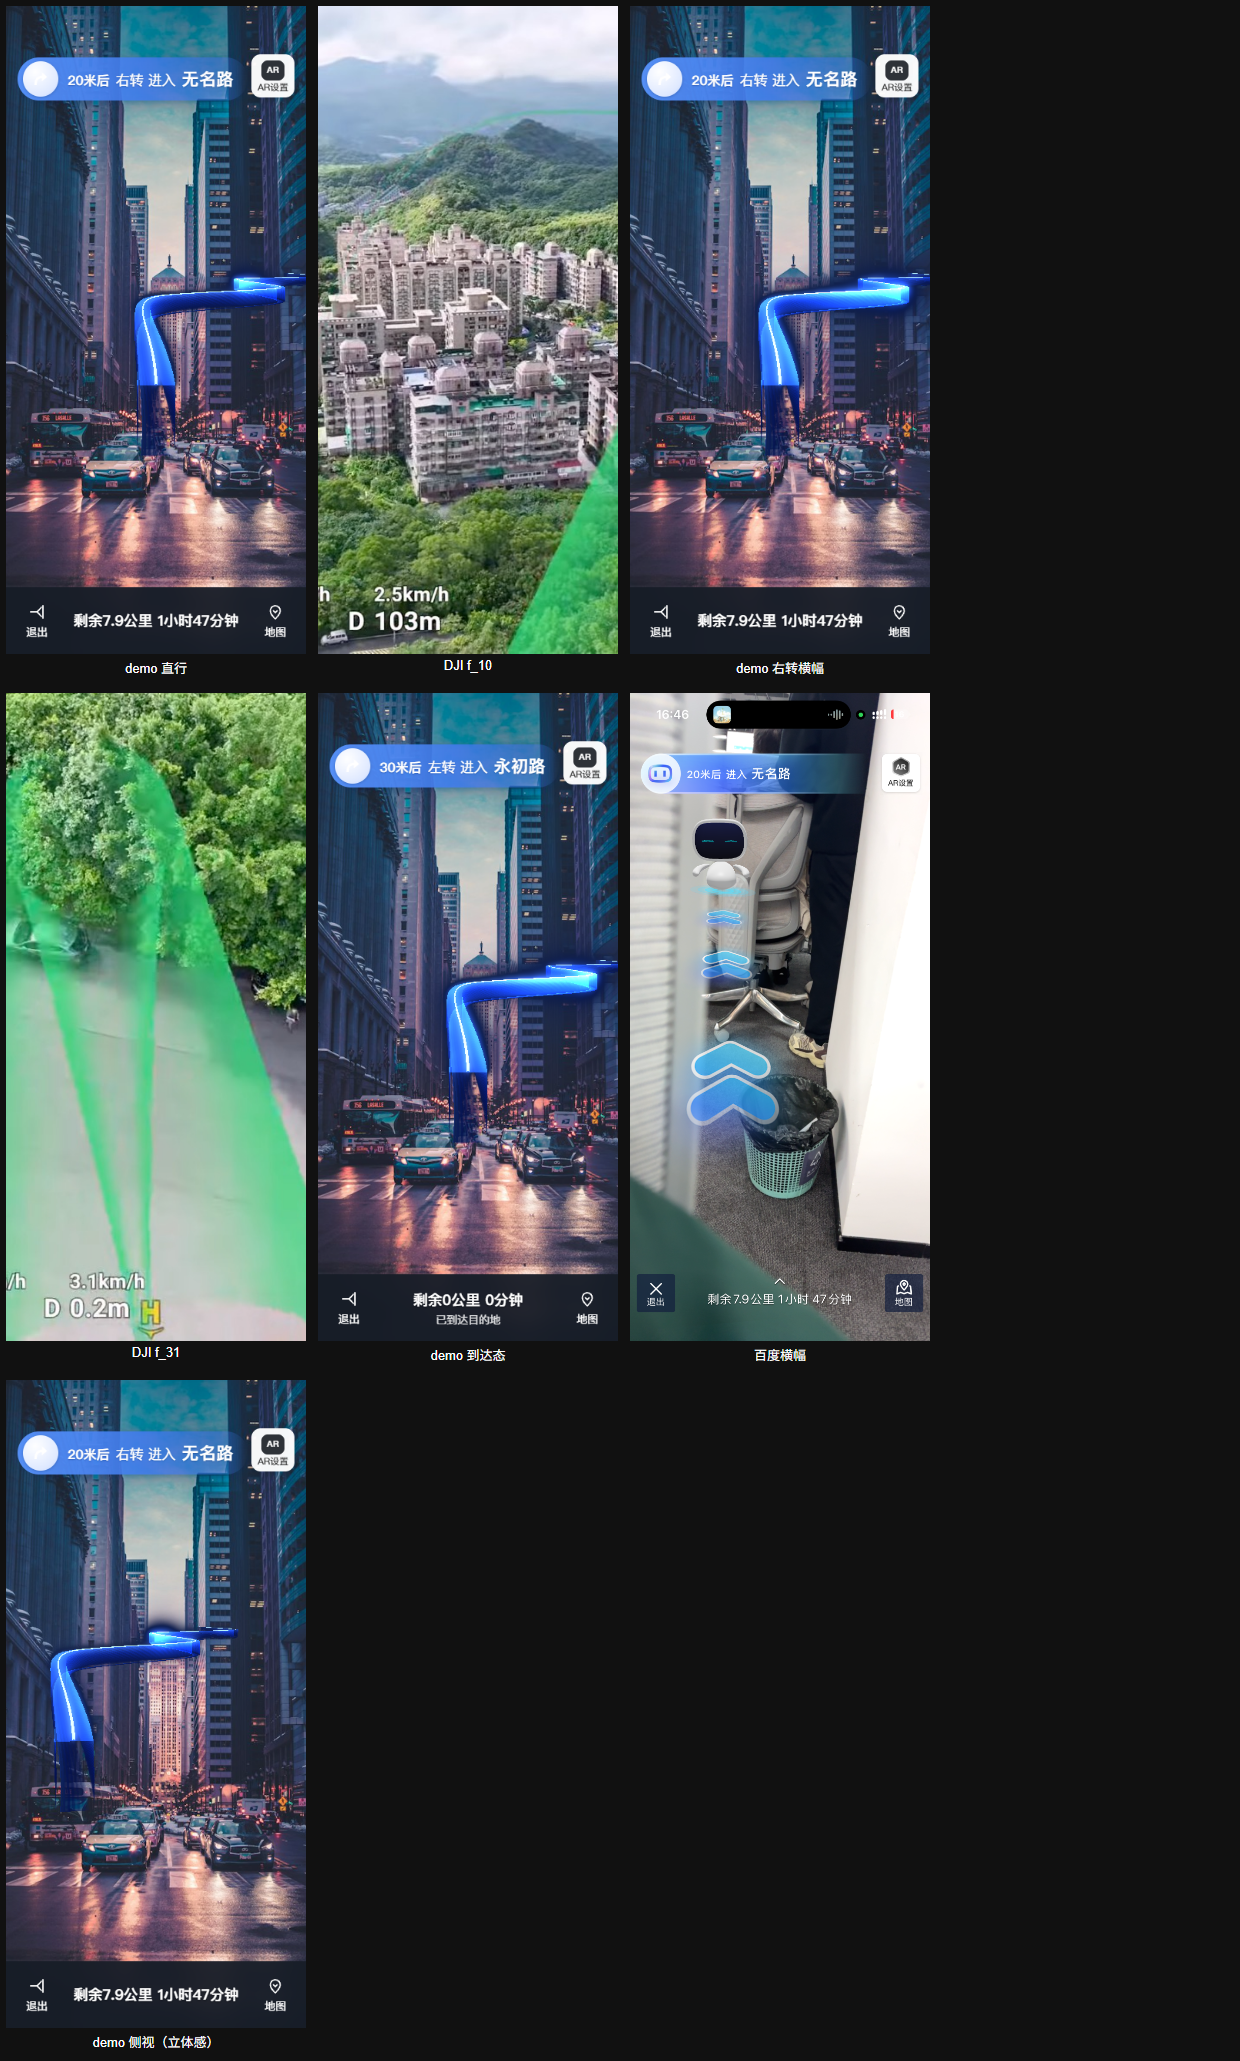 20米后 右转 进入 无名路
AR
AR设置
剩余7.9公里 1小时47分钟
退出
地图
demo 直行
/h
2.5km/h
D 103m
DJI f_10
20米后 右转 进入 无名路
AR
AR设置
剩余7.9公里 1小时47分钟
退出
地图
demo 右转横幅
/h
3.1km/h
D 0.2m H
DJI f_31
30米后 左转 进入 永初路
AR
AR设置
剩余0公里 0分钟
已到达目的地
退出
地图
demo 到达态
16:46
20米后 进入 无名路
AR
AR设置
剩余 7.9 公里 1 小时 47 分钟
退出
地图
百度横幅
20米后 右转 进入 无名路
AR
AR设置
剩余7.9公里 1小时47分钟
退出
地图
demo 侧视（立体感）